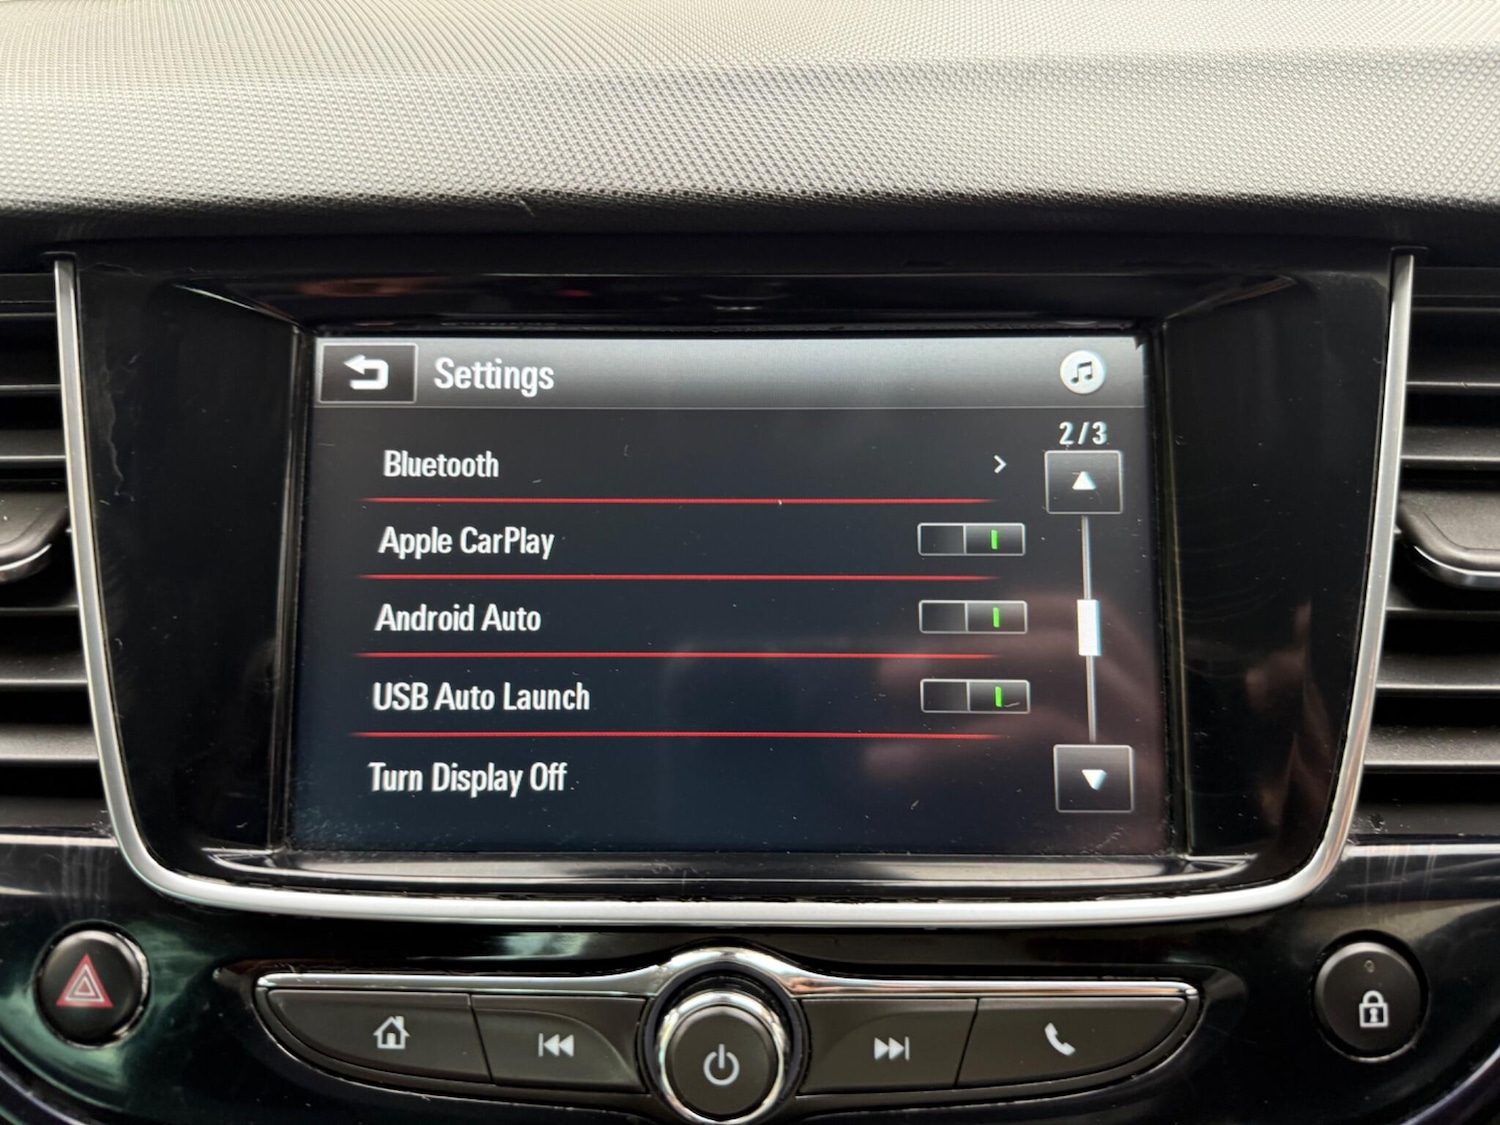 Settings
2/3
Bluetooth
Apple CarPlay
Android Auto
USB Auto Launch
Turn Display Off